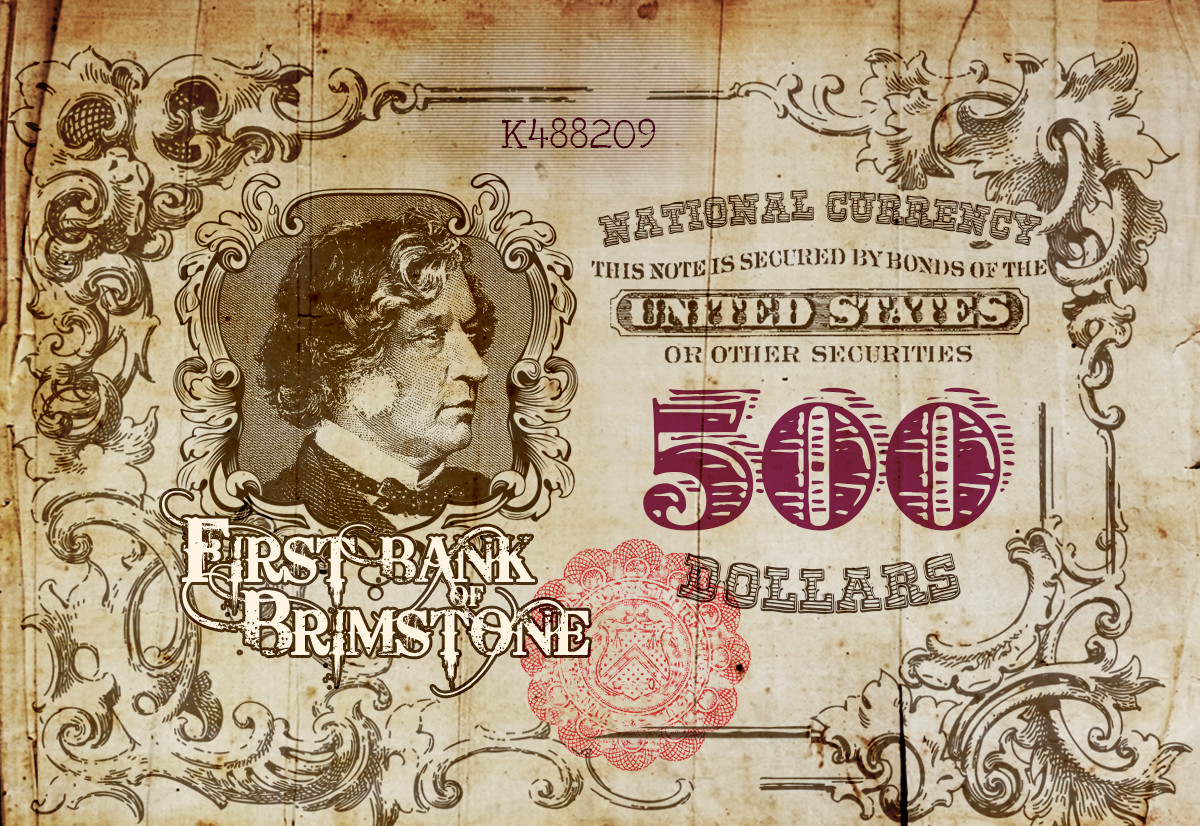 K488209
NATIONAL CURRENCY
THIS NOTE IS SECURED BY BONDS OF THE
UNITED STATES
OR OTHER SECURITIES
500
DOLLARS
FIRST BANK
OF
BRIMSTONE